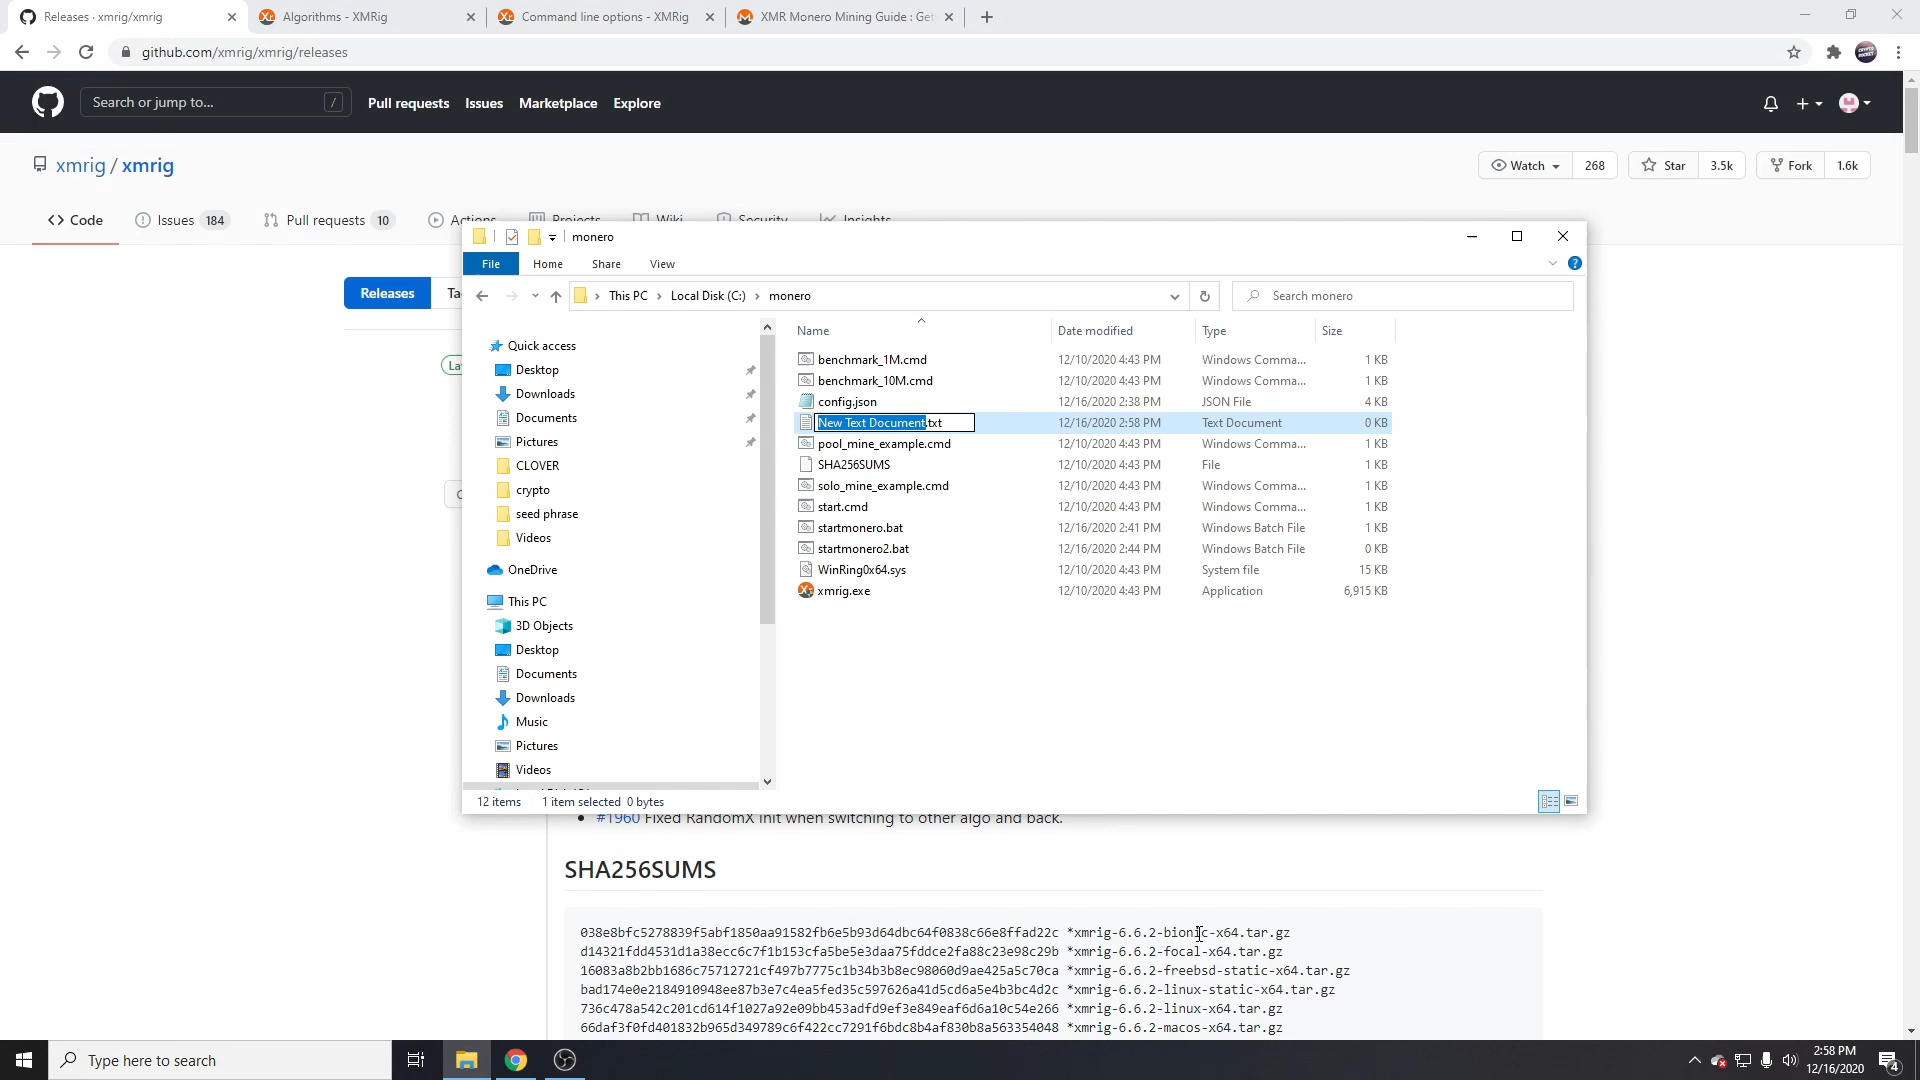 Releases · xmrig/xmrig
Algorithms - XMRig
Command line options - XMRig
XMR Monero Mining Guide : Get
github.com/xmrig/xmrig/releases
Search or jump to...
/
Pull requests
Issues
Marketplace
Explore
xmrig / xmrig
Watch
268
Star
3.5k
Fork
1.6k
Code
Issues 184
Pull requests 10
Actions
Projects
Wiki
Security
Insights
Releases
monero
File
Home
Share
View
This PC
Local Disk (C:)
monero
Search monero
Name
Date modified
Type
Size
Quick access
Desktop
Downloads
Documents
Pictures
CLOVER
crypto
seed phrase
Videos
OneDrive
This PC
3D Objects
Desktop
Documents
Downloads
Music
Pictures
Videos
benchmark_1M.cmd 12/10/2020 4:43 PM Windows Comma... 1 KB
benchmark_10M.cmd 12/10/2020 4:43 PM Windows Comma... 1 KB
config.json 12/16/2020 2:38 PM JSON File 4 KB
New Text Document.txt 12/16/2020 2:58 PM Text Document 0 KB
pool_mine_example.cmd 12/10/2020 4:43 PM Windows Comma... 1 KB
SHA256SUMS 12/10/2020 4:43 PM File 1 KB
solo_mine_example.cmd 12/10/2020 4:43 PM Windows Comma... 1 KB
start.cmd 12/10/2020 4:43 PM Windows Comma... 1 KB
startmonero.bat 12/16/2020 2:41 PM Windows Batch File 1 KB
startmonero2.bat 12/16/2020 2:44 PM Windows Batch File 0 KB
WinRing0x64.sys 12/10/2020 4:43 PM System file 15 KB
xmrig.exe 12/10/2020 4:43 PM Application 6,915 KB
12 items 1 item selected 0 bytes
#1960 Fixed RandomX init when switching to other algo and back.
SHA256SUMS
038e8bfc5278839f5abf1850aa91582fb6e5b93d64dbc64f0838c66e8ffad22c *xmrig-6.6.2-bionic-x64.tar.gz
d14321fdd4531d1a38ecc6c7f1b153cfa5be5e3daa75fddce2fa88c23e98c29b *xmrig-6.6.2-focal-x64.tar.gz
16083a8b2bb1686c75712721cf497b7775c1b34b3b8ec98060d9ae425a5c70ca *xmrig-6.6.2-freebsd-static-x64.tar.gz
bad174e0e2184910948ee87b3e7c4ea5fed35c597626a41d5cd6a5e4b3bc4d2c *xmrig-6.6.2-linux-static-x64.tar.gz
736c478a542c201cd614f1027a92e09bb453adfd9ef3e849eaf6d6a10c54e266 *xmrig-6.6.2-linux-x64.tar.gz
66daf3f0fd401832b965d349789c6f422cc7291f6bdc8b4af830b8a563354048 *xmrig-6.6.2-macos-x64.tar.gz
Type here to search
2:58 PM
12/16/2020
4